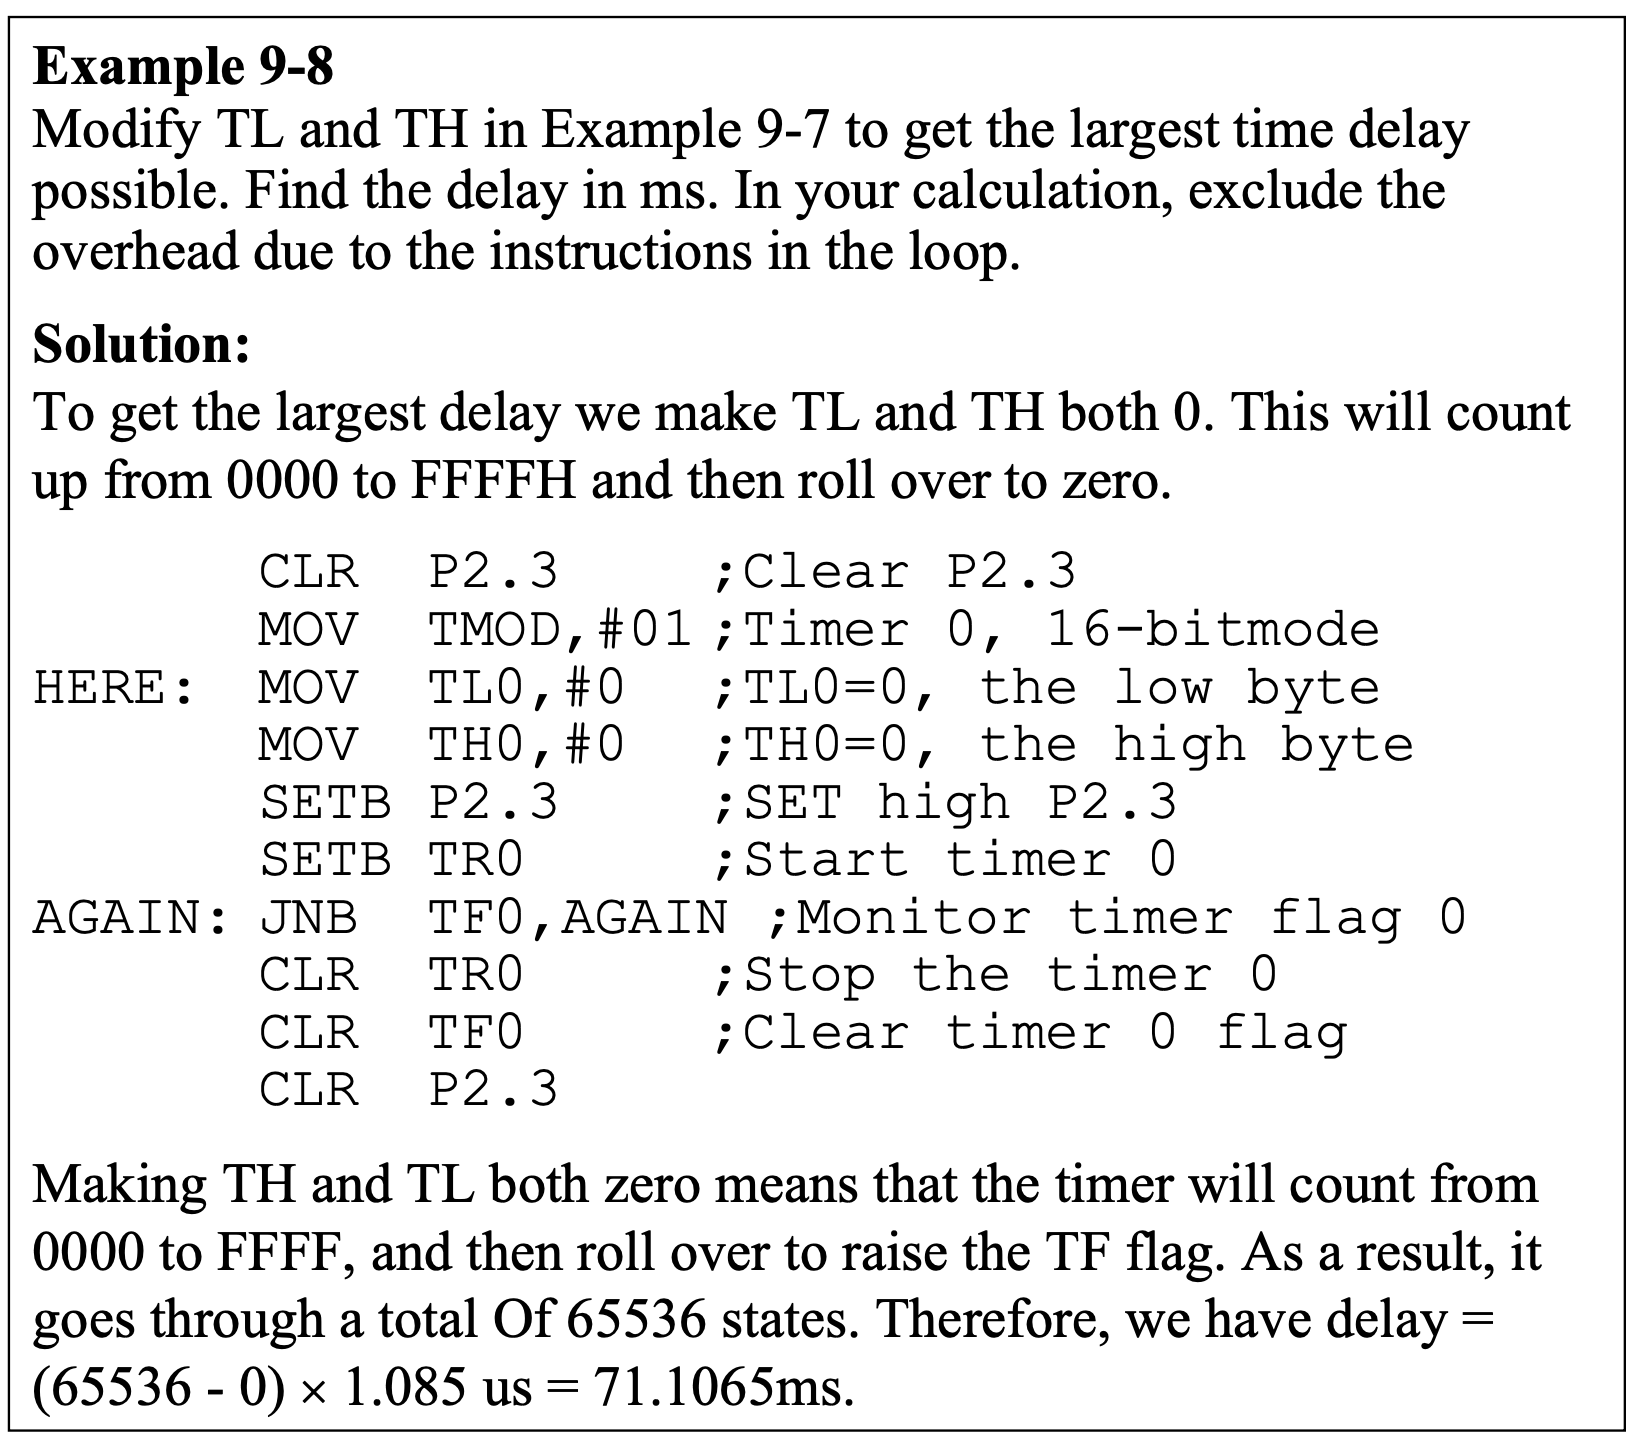 Example 9-8
Modify TL and TH in Example 9-7 to get the largest time delay
possible. Find the delay in ms. In your calculation, exclude the
overhead due to the instructions in the loop.
Solution:
To get the largest delay we make TL and TH both 0. This will count
up from 0000 to FFFFH and then roll over to zero.
CLR P2.3 ;Clear P2.3
MOV TMOD,#01 ;Timer 0, 16-bitmode
HERE: MOV TL0,#0 ;TL0=0, the low byte
MOV TH0,#0 ;TH0=0, the high byte
SETB P2.3 ;SET high P2.3
SETB TR0 ;Start timer 0
AGAIN: JNB TF0,AGAIN ;Monitor timer flag 0
CLR TR0 ;Stop the timer 0
CLR TF0 ;Clear timer 0 flag
CLR P2.3
Making TH and TL both zero means that the timer will count from
0000 to FFFF, and then roll over to raise the TF flag. As a result, it
goes through a total Of 65536 states. Therefore, we have delay =
(65536 - 0) × 1.085 us = 71.1065ms.